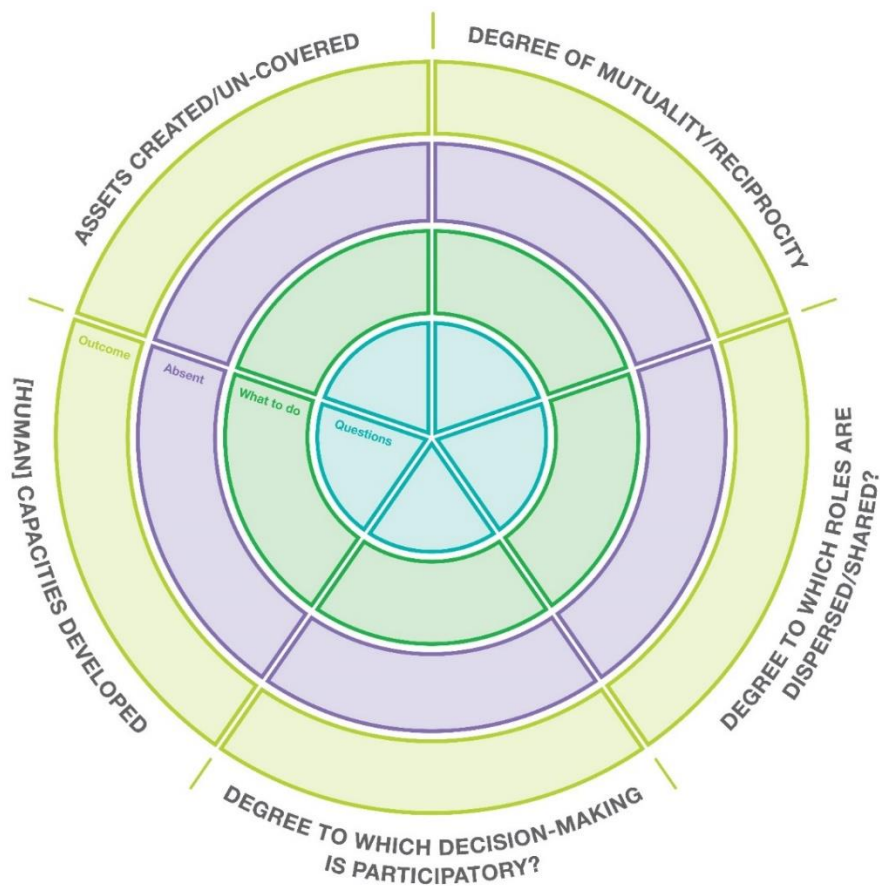 ASSETS CREATED/UN-COVERED
DEGREE OF MUTUALITY/RECIPROCITY
Outcome
Absent
What to do
Questions
[HUMAN] CAPACITIES DEVELOPED
DEGREE TO WHICH ROLES ARE
DISPERSED/SHARED?
DEGREE TO WHICH DECISION-MAKING
IS PARTICIPATORY?